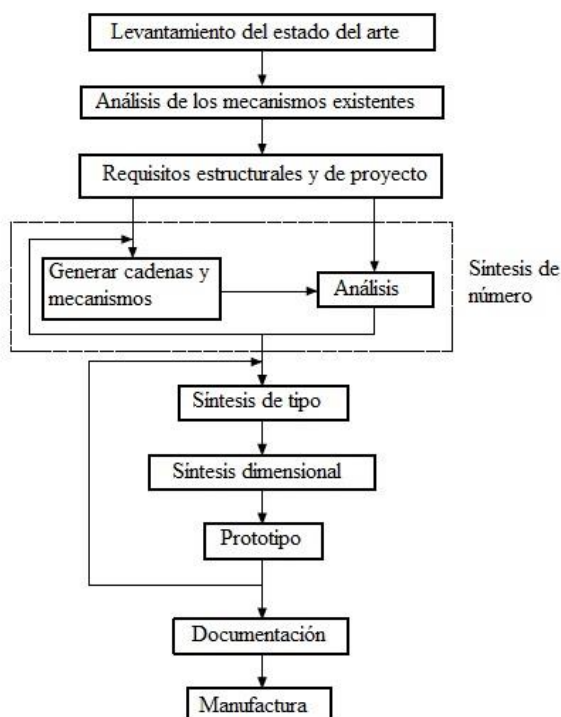 Levantamiento del estado del arte
Análisis de los mecanismos existentes
Requisitos estructurales y de proyecto
Generar cadenas y
mecanismos
Análisis
Síntesis de
número
Síntesis de tipo
Síntesis dimensional
Prototipo
Documentación
Manufactura